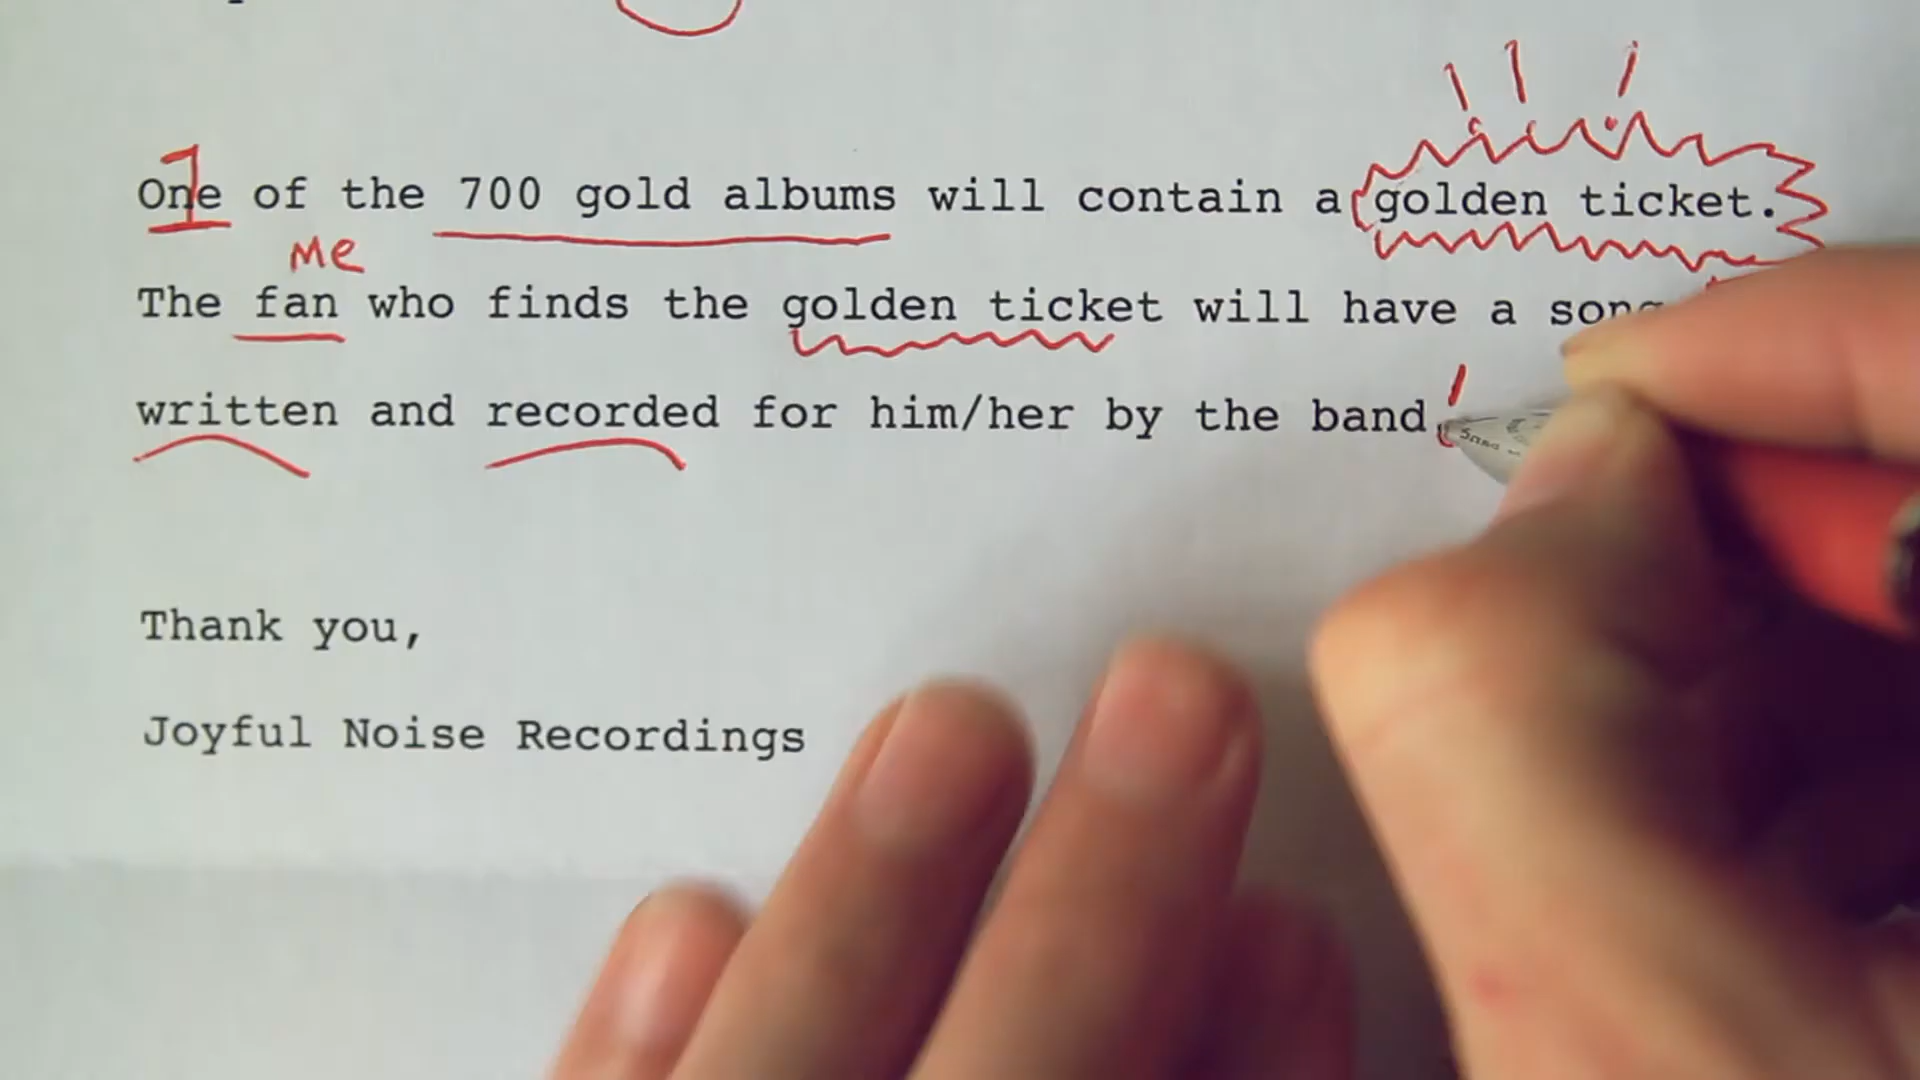 1
One of the 700 gold albums will contain a golden ticket.
me
The fan who finds the golden ticket will have a song
written and recorded for him/her by the band
Thank you,
Joyful Noise Recordings